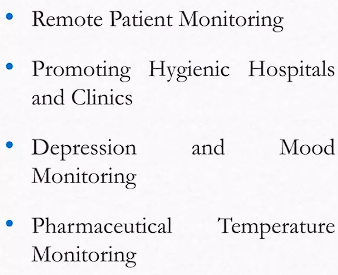 • Remote Patient Monitoring
• Promoting Hygienic Hospitals
and Clinics
• Depression and Mood
Monitoring
• Pharmaceutical Temperature
Monitoring